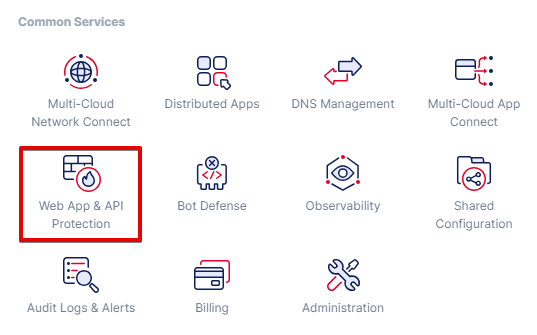 Common Services
Multi-Cloud
Network Connect
Distributed Apps
DNS Management
Multi-Cloud App
Connect
Web App & API
Protection
Bot Defense
Observability
Shared
Configuration
Audit Logs & Alerts
Billing
Administration